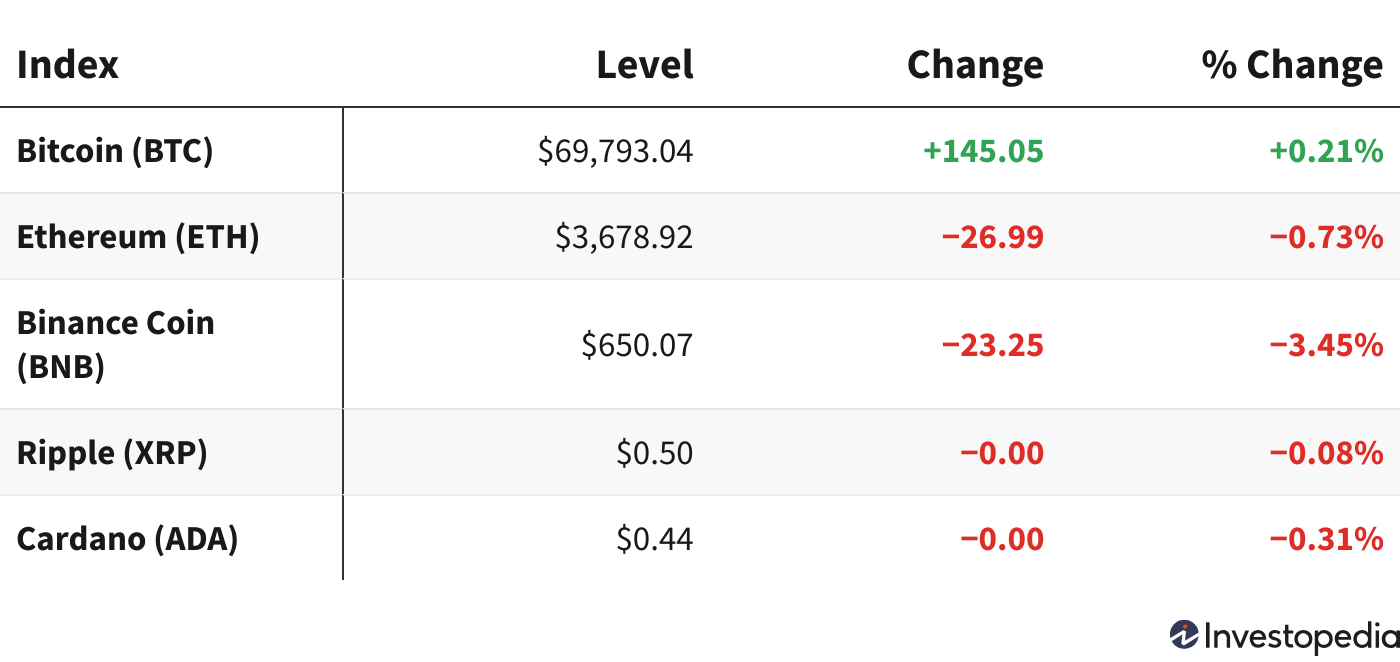 Index Level Change % Change
Bitcoin (BTC) $69,793.04 +145.05 +0.21%
Ethereum (ETH) $3,678.92 −26.99 −0.73%
Binance Coin
(BNB) $650.07 −23.25 −3.45%
Ripple (XRP) $0.50 −0.00 −0.08%
Cardano (ADA) $0.44 −0.00 −0.31%
Investopedia